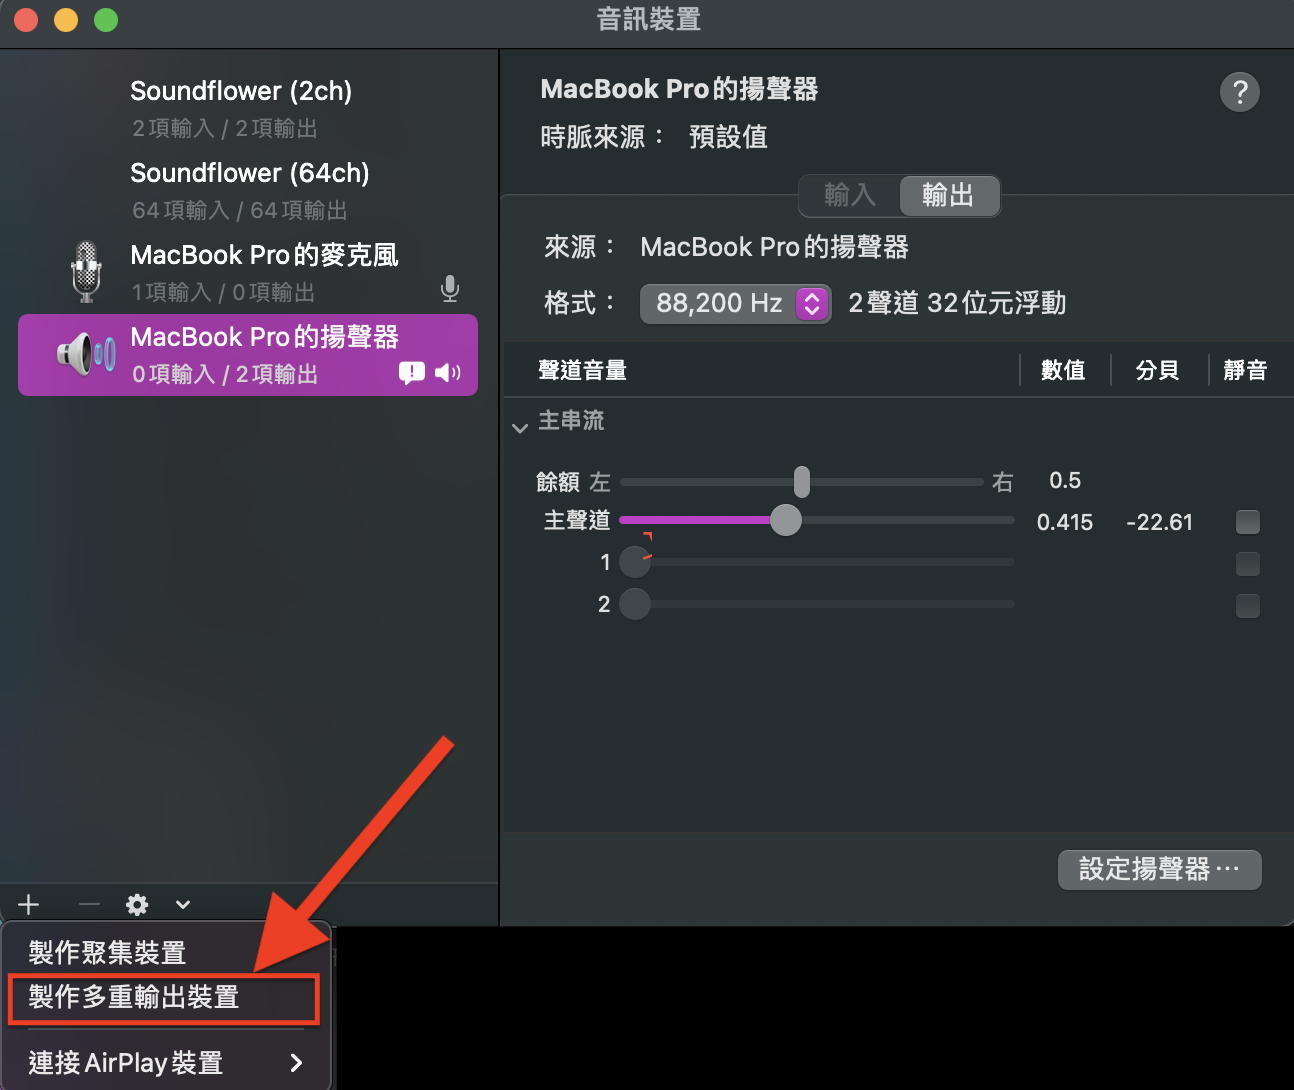 音訊裝置
Soundflower (2ch)
2項輸入 / 2項輸出
Soundflower (64ch)
64項輸入 / 64項輸出
MacBook Pro的麥克風
1項輸入 / 0項輸出
MacBook Pro的揚聲器
0項輸入 / 2項輸出
MacBook Pro的揚聲器
?
時脈來源： 預設值
輸入 輸出
來源： MacBook Pro的揚聲器
格式： 88,200 Hz 2聲道 32位元浮動
聲道音量 數值 分貝 靜音
主串流
餘額 左 右 0.5
主聲道 0.415 -22.61
1
2
設定揚聲器…
製作聚集裝置
製作多重輸出裝置
連接AirPlay裝置